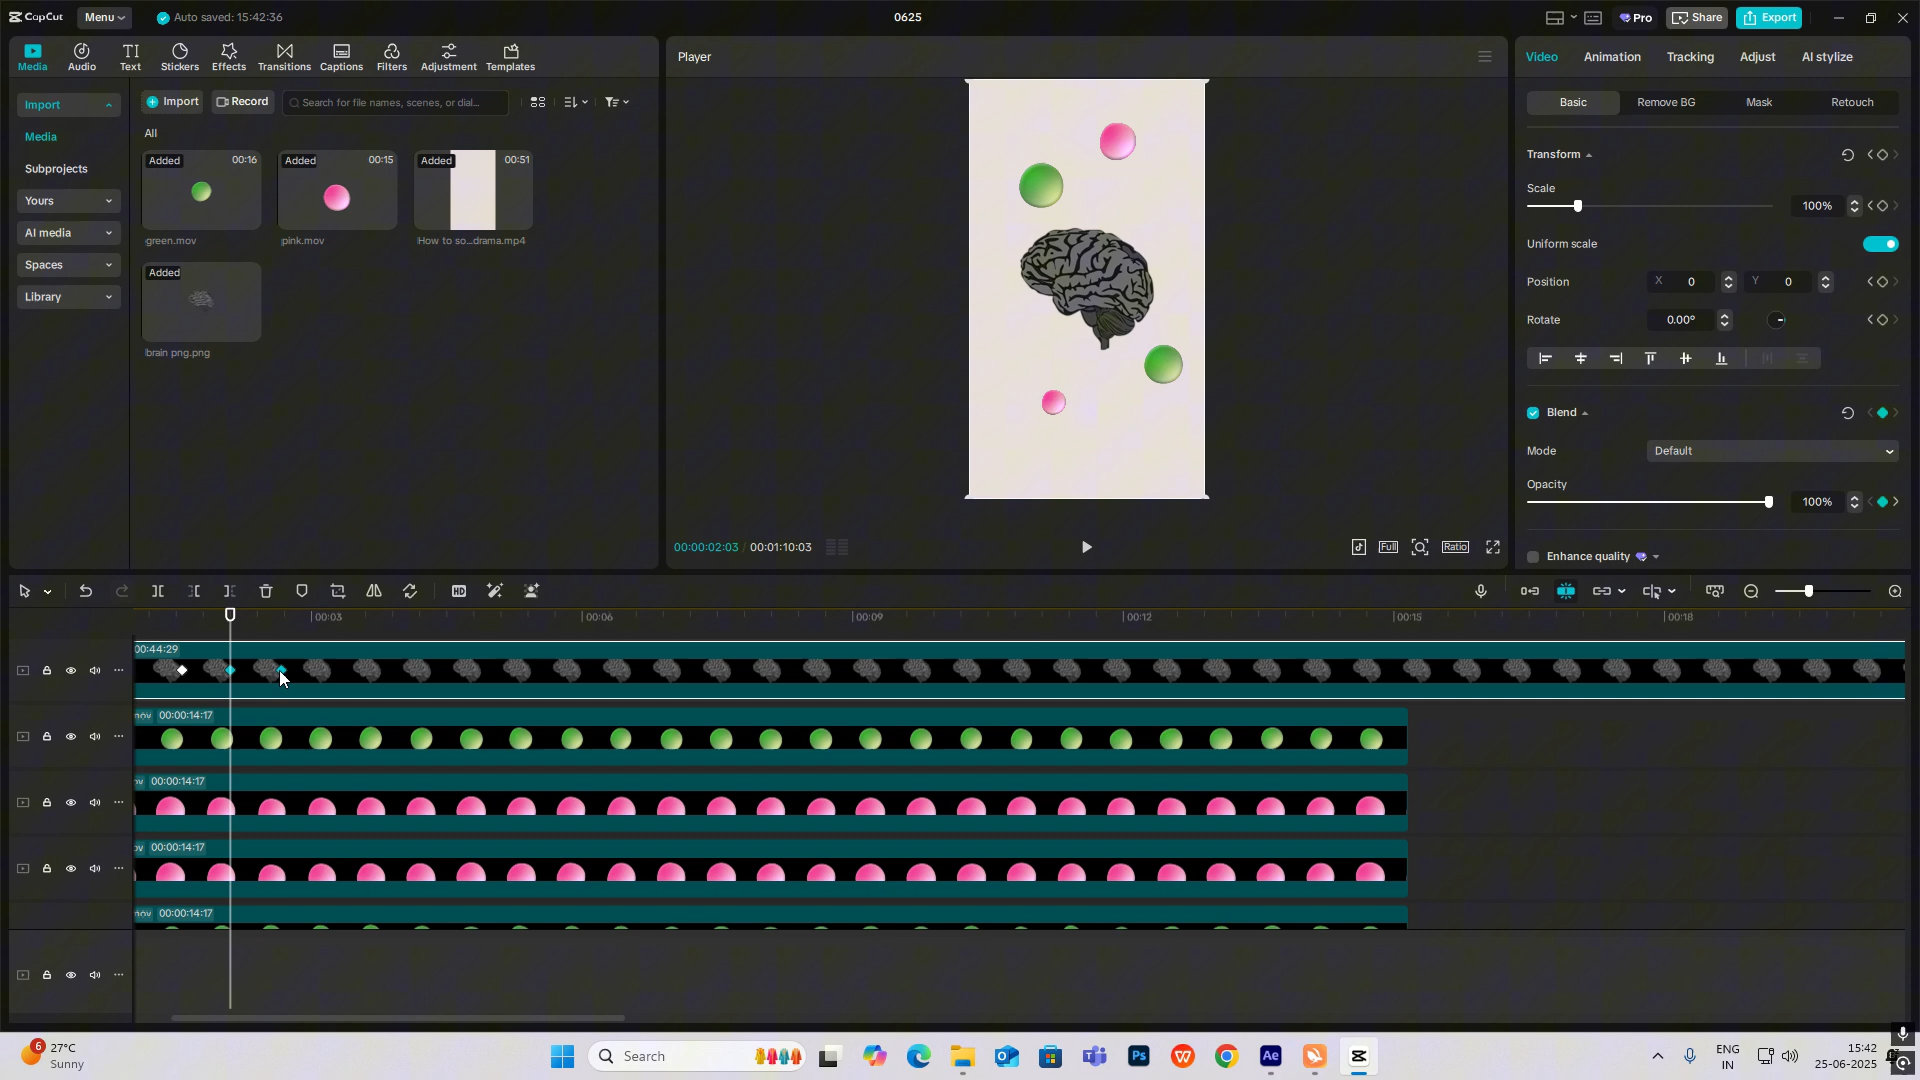 CapCut
Menu
Auto saved: 15:42:36
0625
Pro
Share
Export
Media
Audio
Text
Stickers
Effects
Transitions
Captions
Filters
Adjustment
Templates
Player
Video
Animation
Tracking
Adjust
AI stylize
Import
Media
Subprojects
Yours
AI media
Spaces
Library
Import
Record
Search for file names, scenes, or dial...
All
Added 00:16
green.mov
Added 00:15
pink.mov
Added 00:51
How to so...drama.mp4
Added
brain png.png
00:00:02:03 / 00:01:10:03
Full
Ratio
Basic
Remove BG
Mask
Retouch
Transform
Scale
100%
Uniform scale
Position
X 0
Y 0
Rotate
0.00°
Blend
Mode
Default
Opacity
100%
Enhance quality
00:03
00:06
00:09
00:12
00:15
00:18
00:44:29
nov 00:00:14:17
ov 00:00:14:17
ov 00:00:14:17
nov 00:00:14:17
6
27°C
Sunny
Search
Ps
Ae
ENG
IN
15:42
25-06-2025